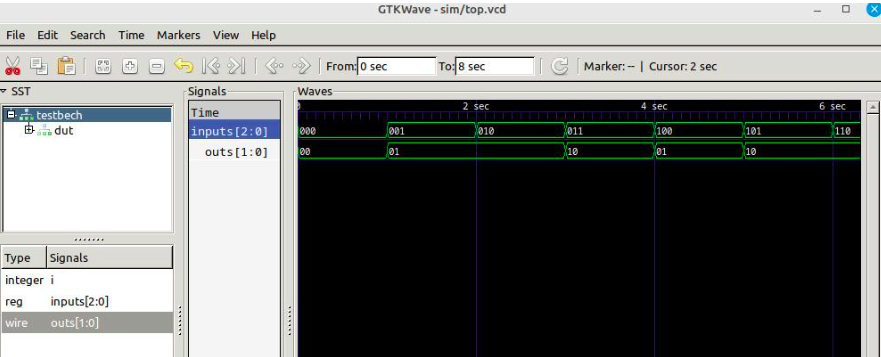 GTKWave - sim/top.vcd
File Edit Search Time Markers View Help
From: 0 sec To: 8 sec Marker: -- | Cursor: 2 sec
SST
testbech
dut
Type Signals
integer i
reg inputs[2:0]
wire outs[1:0]
Signals
Time
inputs[2:0]
outs[1:0]
Waves
2 sec 4 sec 6 sec
000 001 010 011 100 101 110
00 01 10 01 10